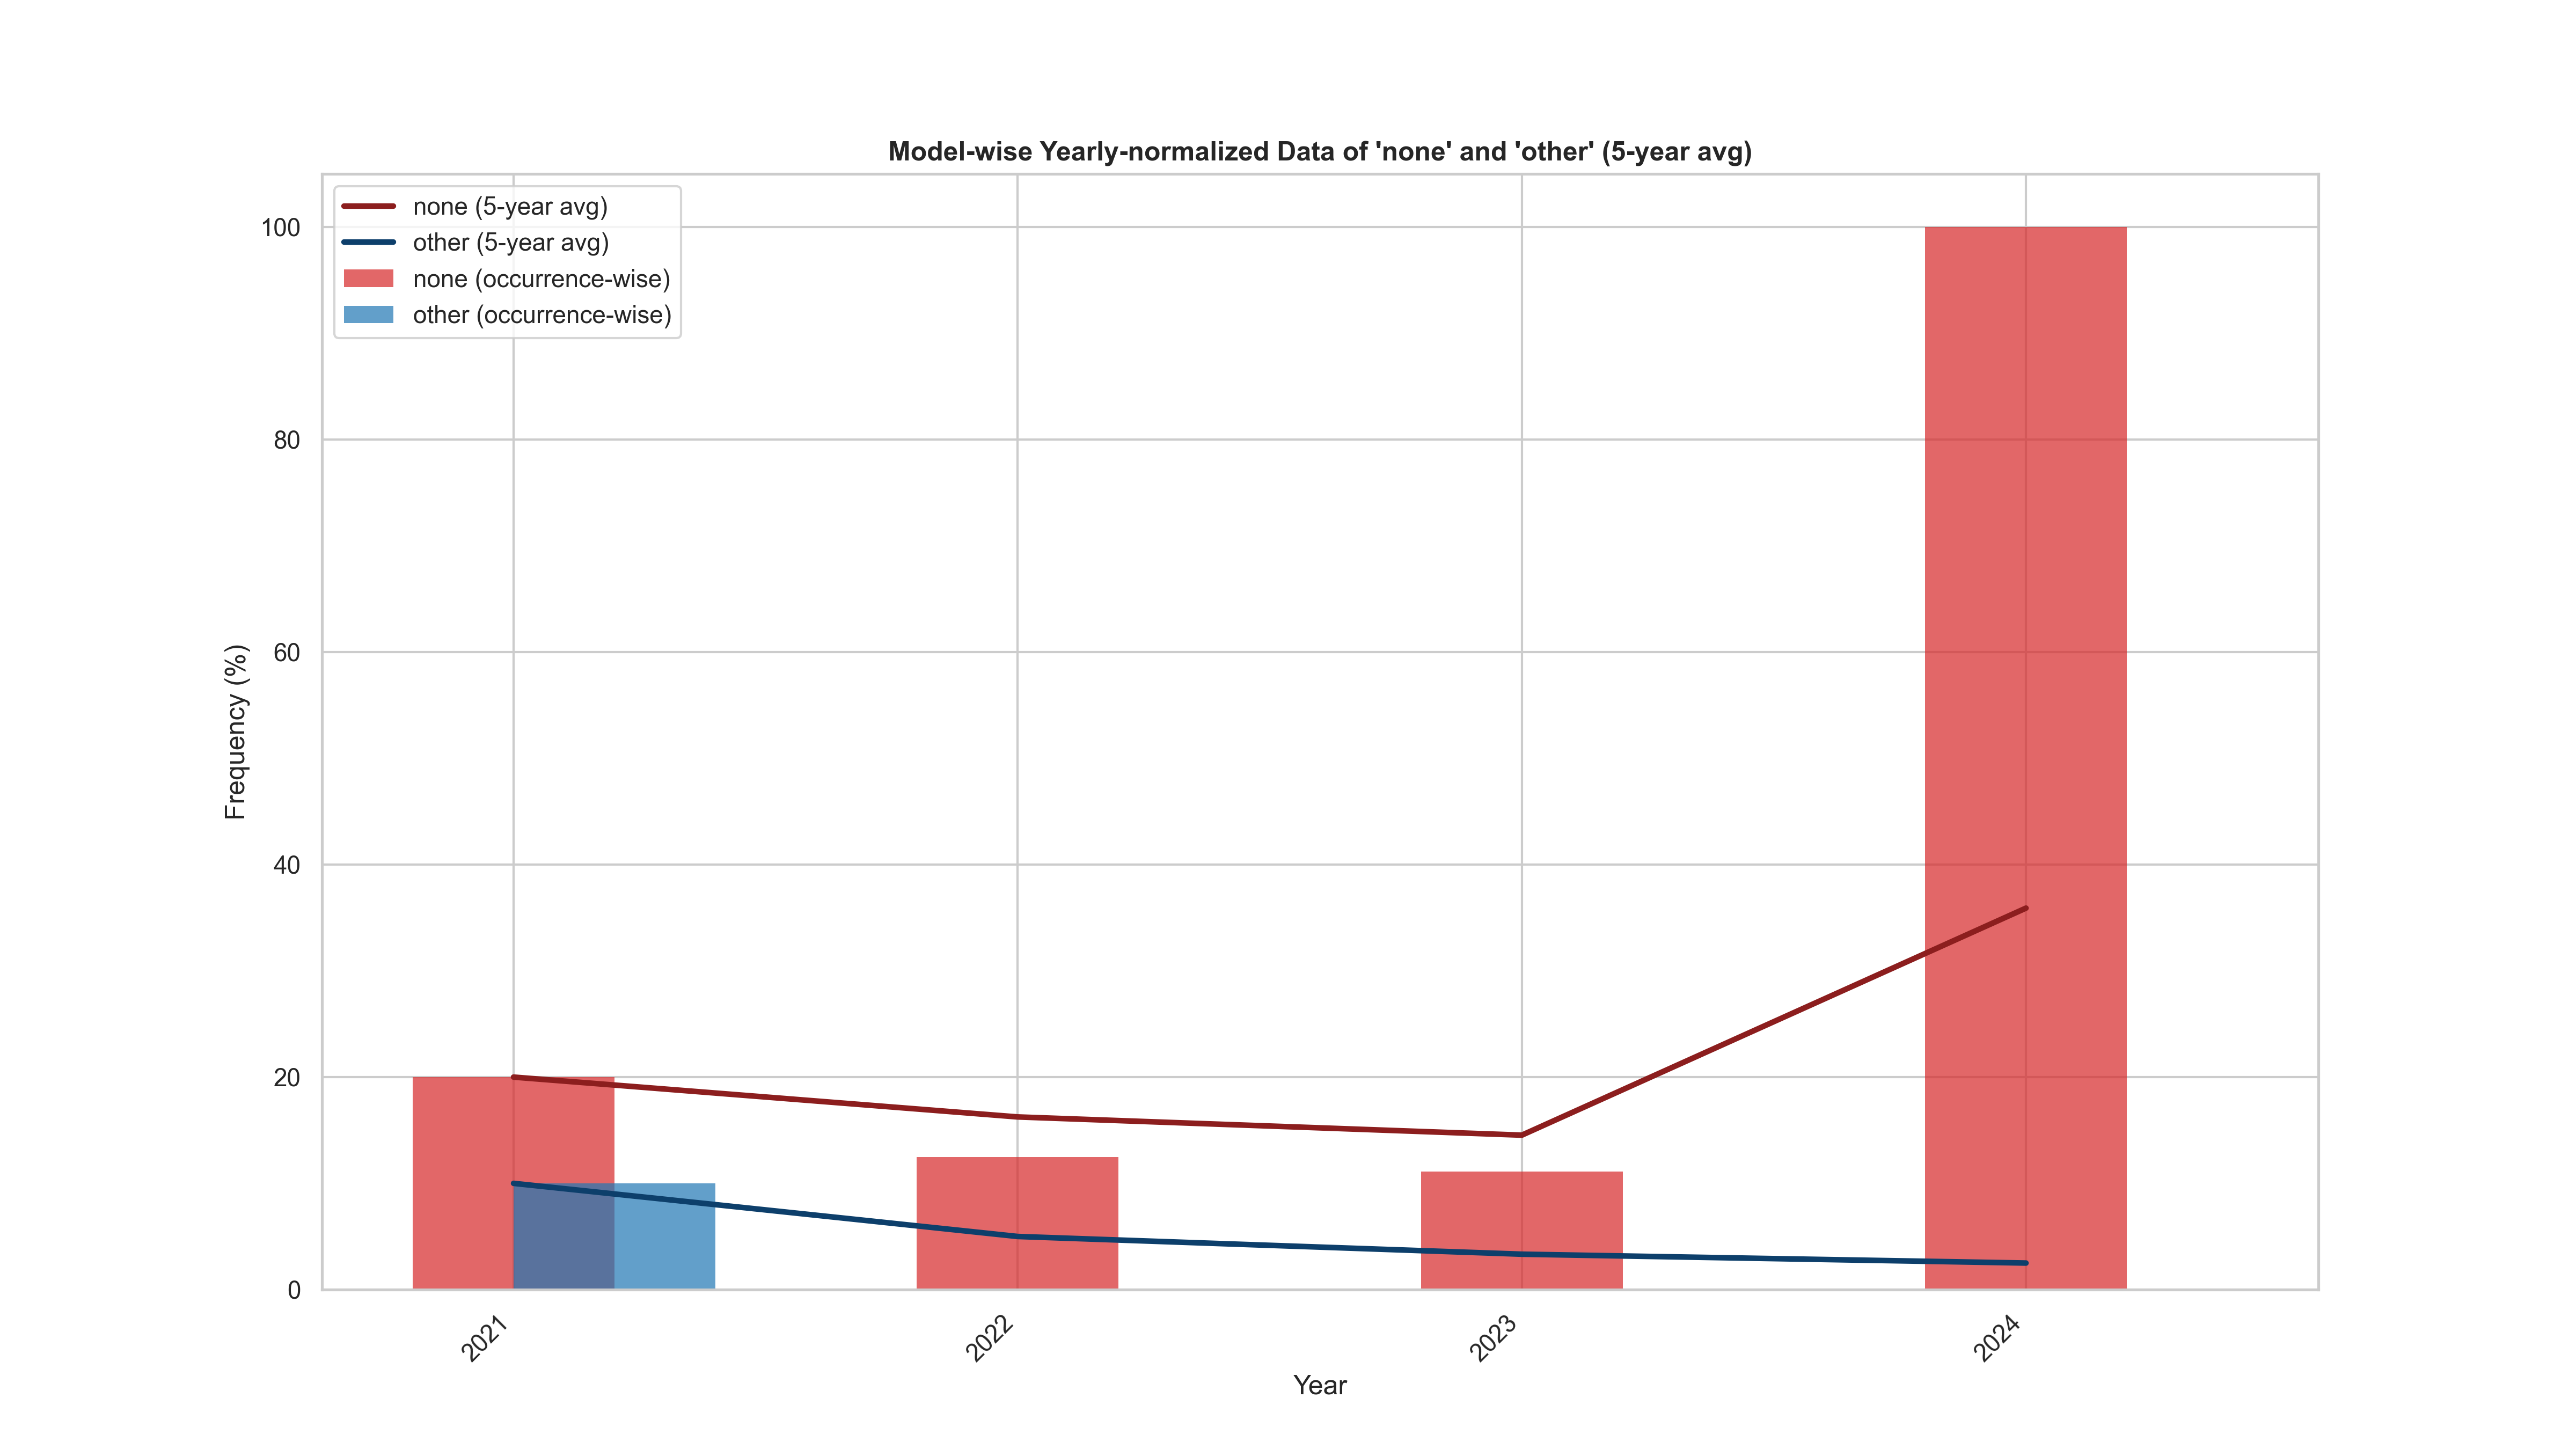 Model-wise Yearly-normalized Data of 'none' and 'other' (5-year avg)
none (5-year avg)
other (5-year avg)
none (occurrence-wise)
other (occurrence-wise)
Frequency (%)
100
80
60
40
20
0
2021
2022
2023
2024
Year